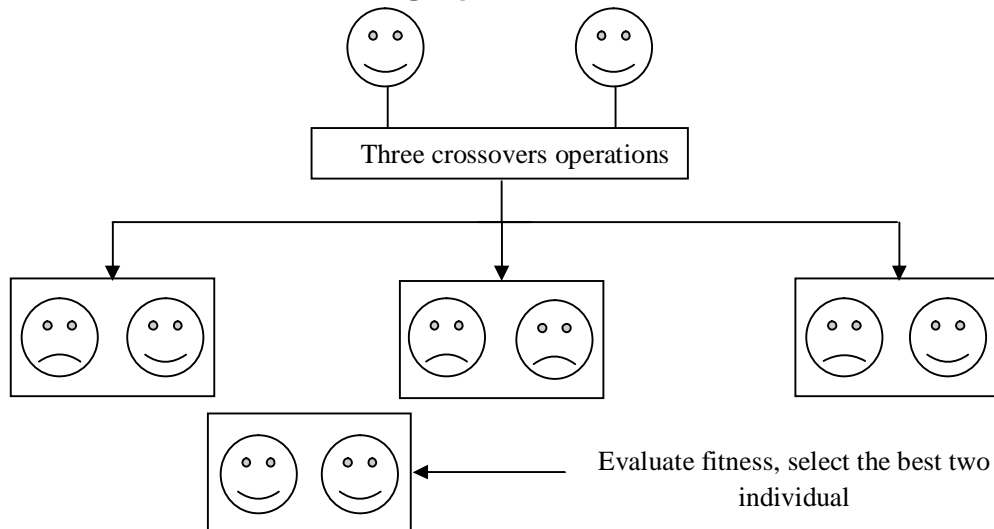 Three crossovers operations
Evaluate fitness, select the best two
individual